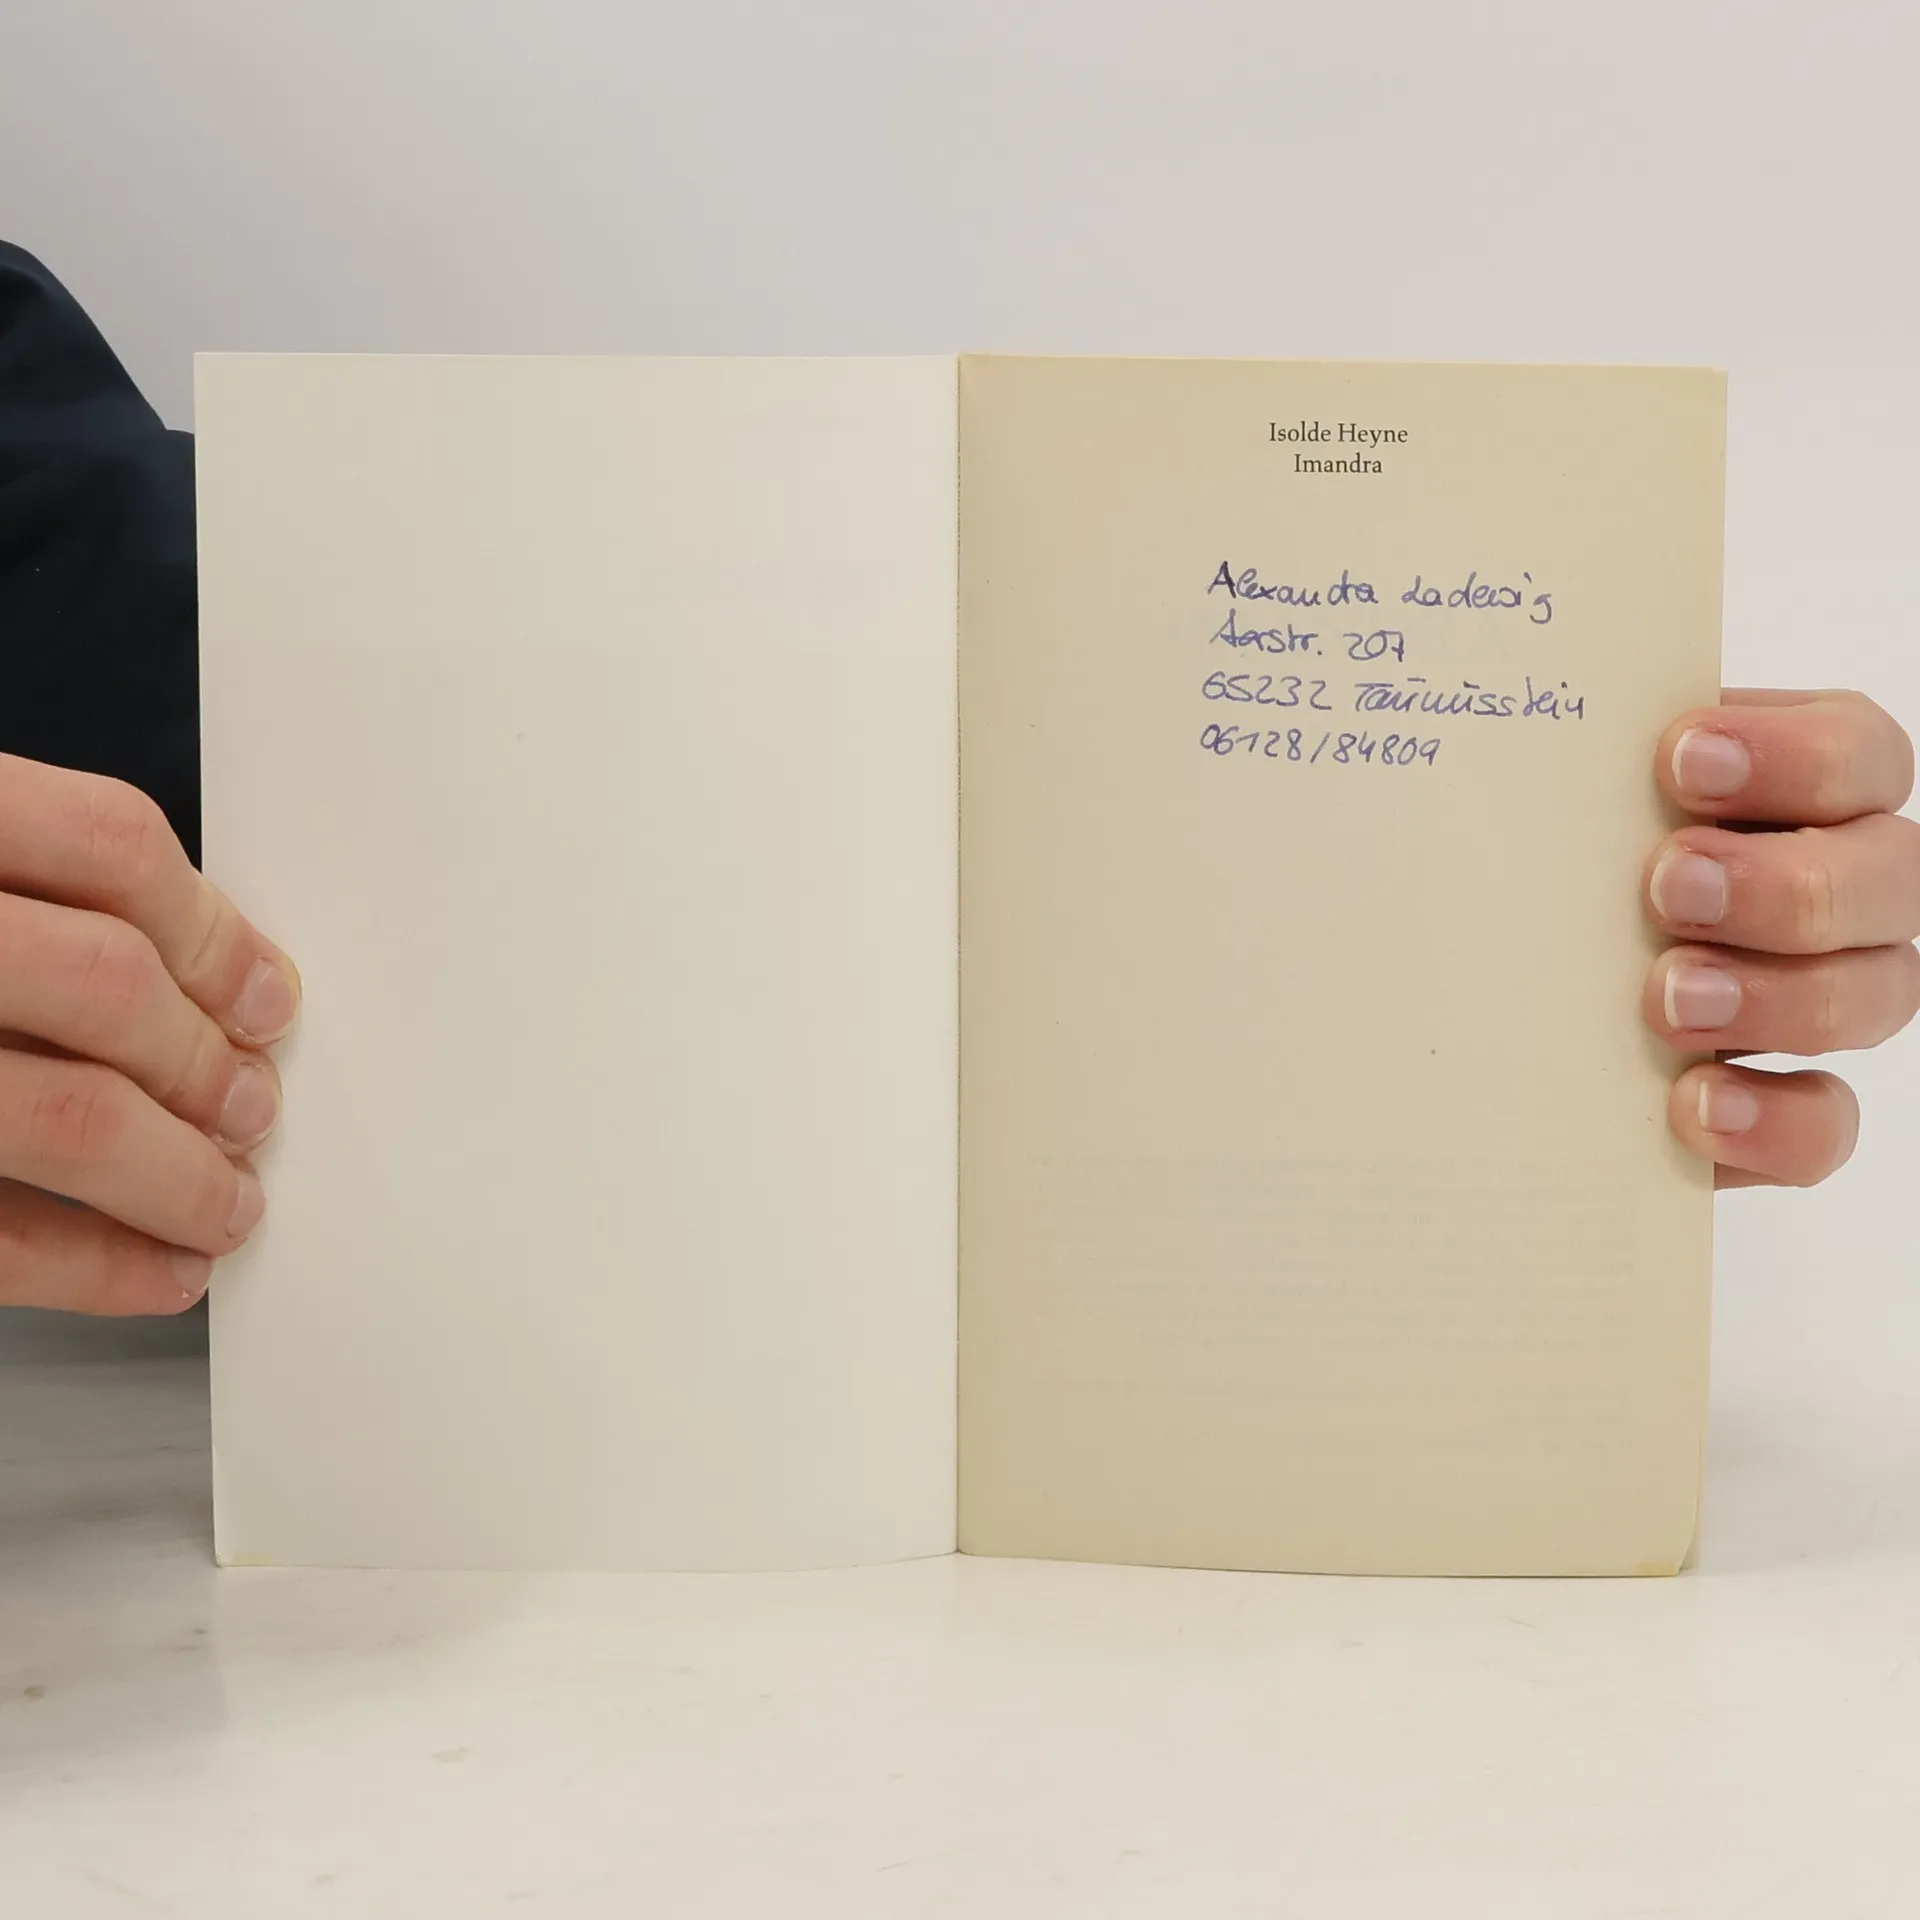 Isolde Heyne
Imandra
Alexandra Ladewig
Aarstr. 207
65232 Taunusstein
06128/84809